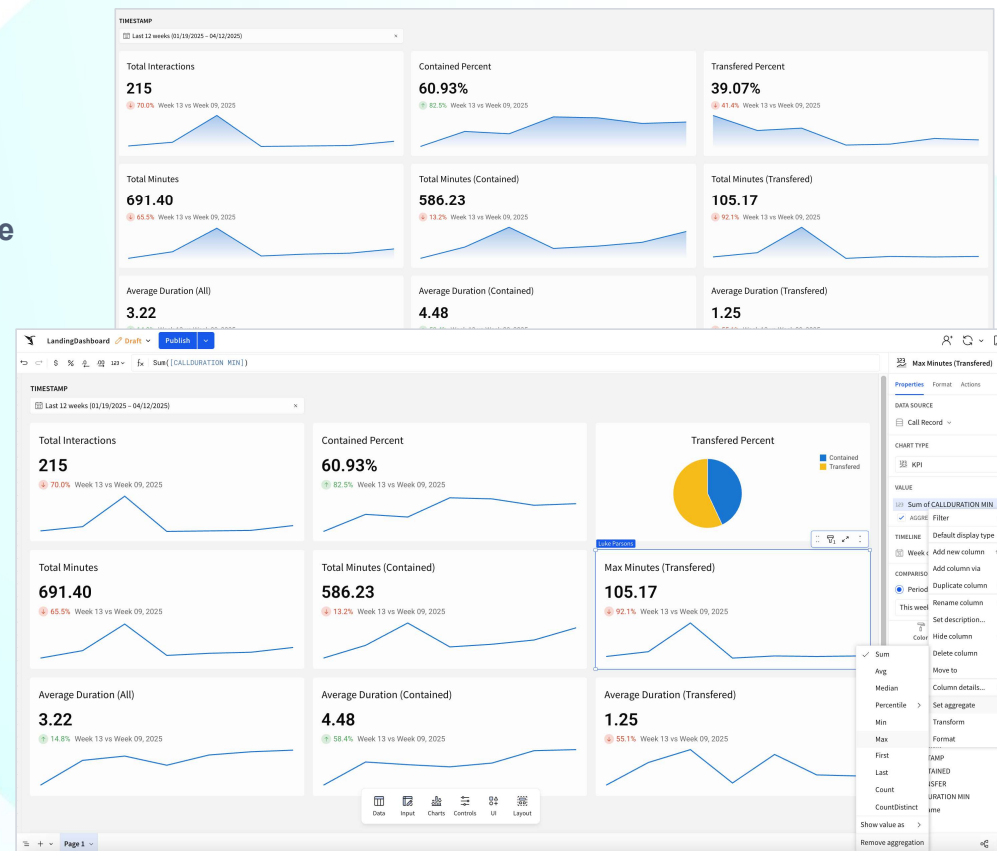 e
TIMESTAMP
Last 12 weeks (01/19/2025 – 04/12/2025) ×
Total Interactions
215
70.0% Week 13 vs Week 09, 2025
Contained Percent
60.93%
82.5% Week 13 vs Week 09, 2025
Transfered Percent
39.07%
41.4% Week 13 vs Week 09, 2025
Total Minutes
691.40
65.5% Week 13 vs Week 09, 2025
Total Minutes (Contained)
586.23
13.2% Week 13 vs Week 09, 2025
Total Minutes (Transfered)
105.17
92.1% Week 13 vs Week 09, 2025
Average Duration (All)
3.22
Average Duration (Contained)
4.48
Average Duration (Transfered)
1.25
LandingDashboard Draft Publish
$ % 123 fx Sum([CALLDURATION MIN])
TIMESTAMP
Last 12 weeks (01/19/2025 – 04/12/2025) ×
Total Interactions
215
70.0% Week 13 vs Week 09, 2025
Contained Percent
60.93%
82.5% Week 13 vs Week 09, 2025
Transfered Percent
Contained
Transfered
Luke Parsons
Total Minutes
691.40
65.5% Week 13 vs Week 09, 2025
Total Minutes (Contained)
586.23
13.2% Week 13 vs Week 09, 2025
Max Minutes (Transfered)
105.17
92.1% Week 13 vs Week 09, 2025
Average Duration (All)
3.22
14.8% Week 13 vs Week 09, 2025
Average Duration (Contained)
4.48
58.4% Week 13 vs Week 09, 2025
Average Duration (Transfered)
1.25
55.1% Week 13 vs Week 09, 2025
Data Input Charts Controls UI Layout
Page 1
123 Max Minutes (Transfered)
Properties Format Actions
DATA SOURCE
Call Record
CHART TYPE
KPI
VALUE
Sum of CALLDURATION MIN
AGGRE
TIMELINE
Week
COMPARISO
Period
This week
Color
Filter
Default display type
Add new column
Add column via
Duplicate column
Rename column
Set description...
Hide column
Delete column
Move to
Column details...
Set aggregate
Transform
Format
Sum
Avg
Median
Percentile
Min
Max
First
Last
Count
CountDistinct
Show value as
Remove aggregation
TAMP
TAINED
SFER
URATION MIN
me